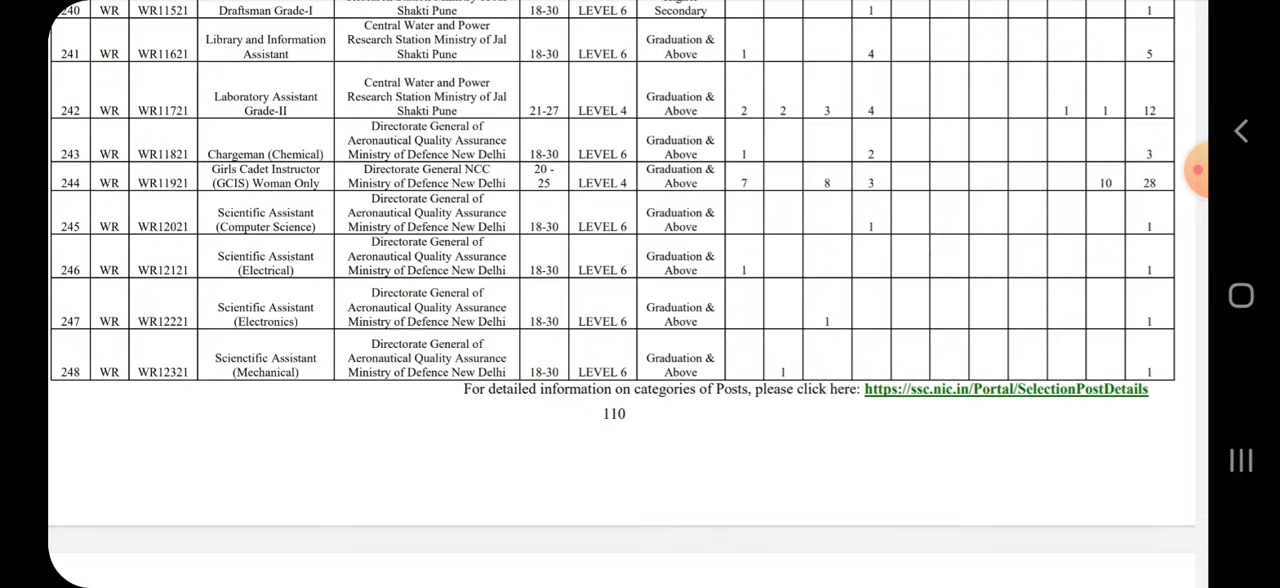 240 WR WR11521 Draftsman Grade-I Shakti Pune 18-30 LEVEL 6 Secondary 1 1
Central Water and Power
Library and Information Research Station Ministry of Jal Graduation &
241 WR WR11621 Assistant Shakti Pune 18-30 LEVEL 6 Above 1 4 5
Central Water and Power
Laboratory Assistant Research Station Ministry of Jal Graduation &
242 WR WR11721 Grade-II Shakti Pune 21-27 LEVEL 4 Above 2 2 3 4 1 1 12
Directorate General of
Aeronautical Quality Assurance Graduation &
243 WR WR11821 Chargeman (Chemical) Ministry of Defence New Delhi 18-30 LEVEL 6 Above 1 2 3
Girls Cadet Instructor Directorate General NCC 20 - Graduation &
244 WR WR11921 (GCIS) Woman Only Ministry of Defence New Delhi 25 LEVEL 4 Above 7 8 3 10 28
Directorate General of
Scientific Assistant Aeronautical Quality Assurance Graduation &
245 WR WR12021 (Computer Science) Ministry of Defence New Delhi 18-30 LEVEL 6 Above 1 1
Directorate General of
Scientific Assistant Aeronautical Quality Assurance Graduation &
246 WR WR12121 (Electrical) Ministry of Defence New Delhi 18-30 LEVEL 6 Above 1 1
Directorate General of
Scientific Assistant Aeronautical Quality Assurance Graduation &
247 WR WR12221 (Electronics) Ministry of Defence New Delhi 18-30 LEVEL 6 Above 1 1
Directorate General of
Scienctific Assistant Aeronautical Quality Assurance Graduation &
248 WR WR12321 (Mechanical) Ministry of Defence New Delhi 18-30 LEVEL 6 Above 1 1
For detailed information on categories of Posts, please click here: https://ssc.nic.in/Portal/SelectionPostDetails
110